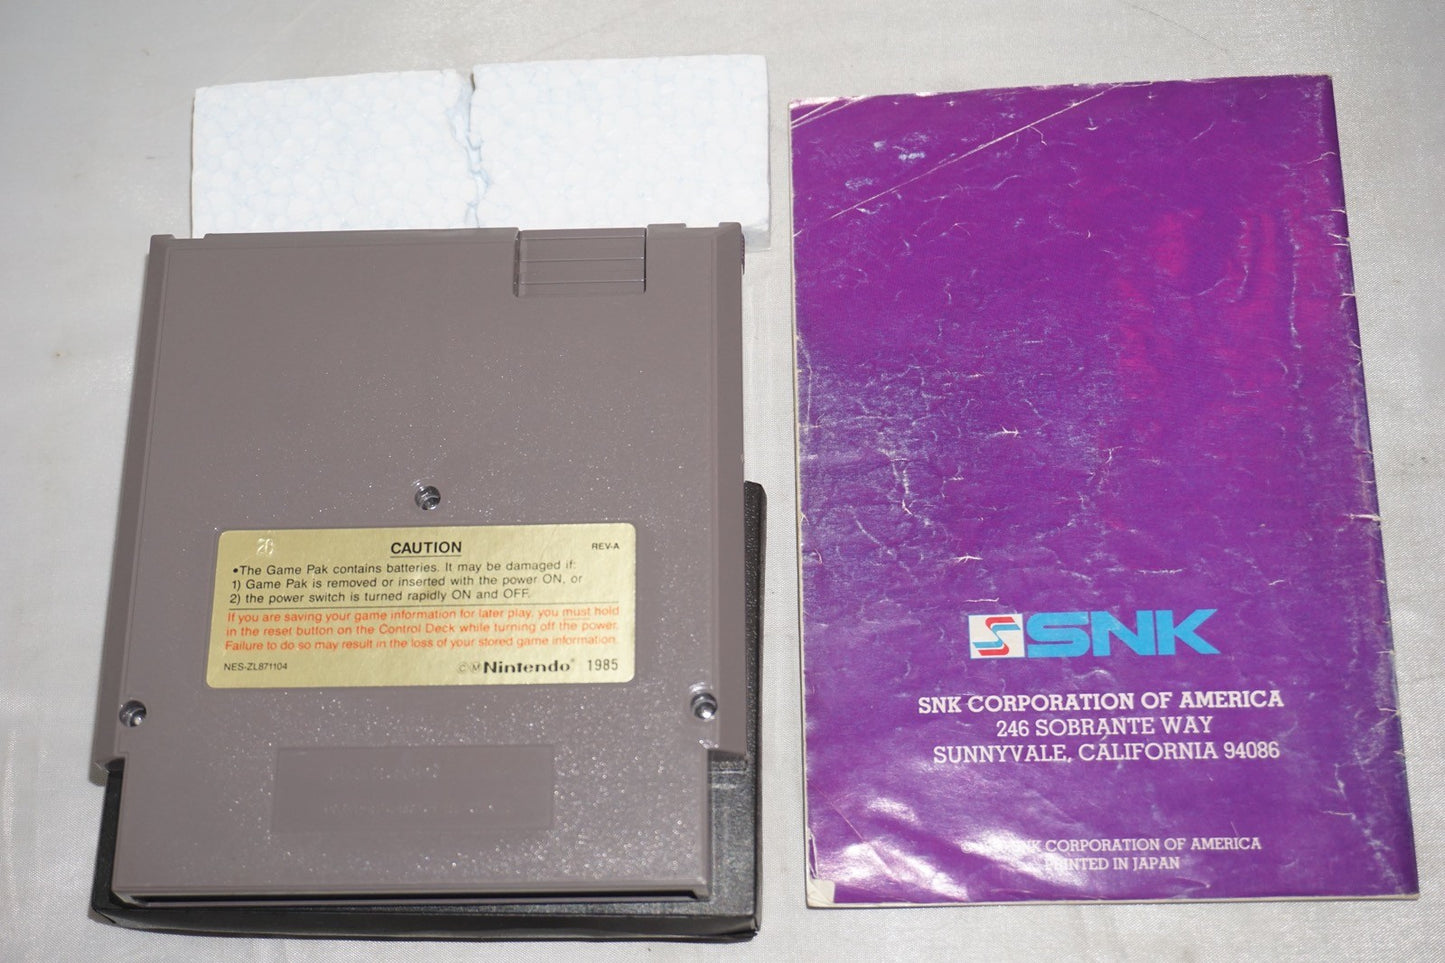 26
CAUTION
REV-A
•The Game Pak contains batteries. It may be damaged if:
1) Game Pak is removed or inserted with the power ON, or
2) the power switch is turned rapidly ON and OFF.
If you are saving your game information for later play, you must hold
in the reset button on the Control Deck while turning off the power.
Failure to do so may result in the loss of your stored game information.
NES-ZL871104
©Ⓜ Nintendo® 1985
SNK
SNK CORPORATION OF AMERICA
246 SOBRANTE WAY
SUNNYVALE, CALIFORNIA 94086
SNK CORPORATION OF AMERICA
PRINTED IN JAPAN